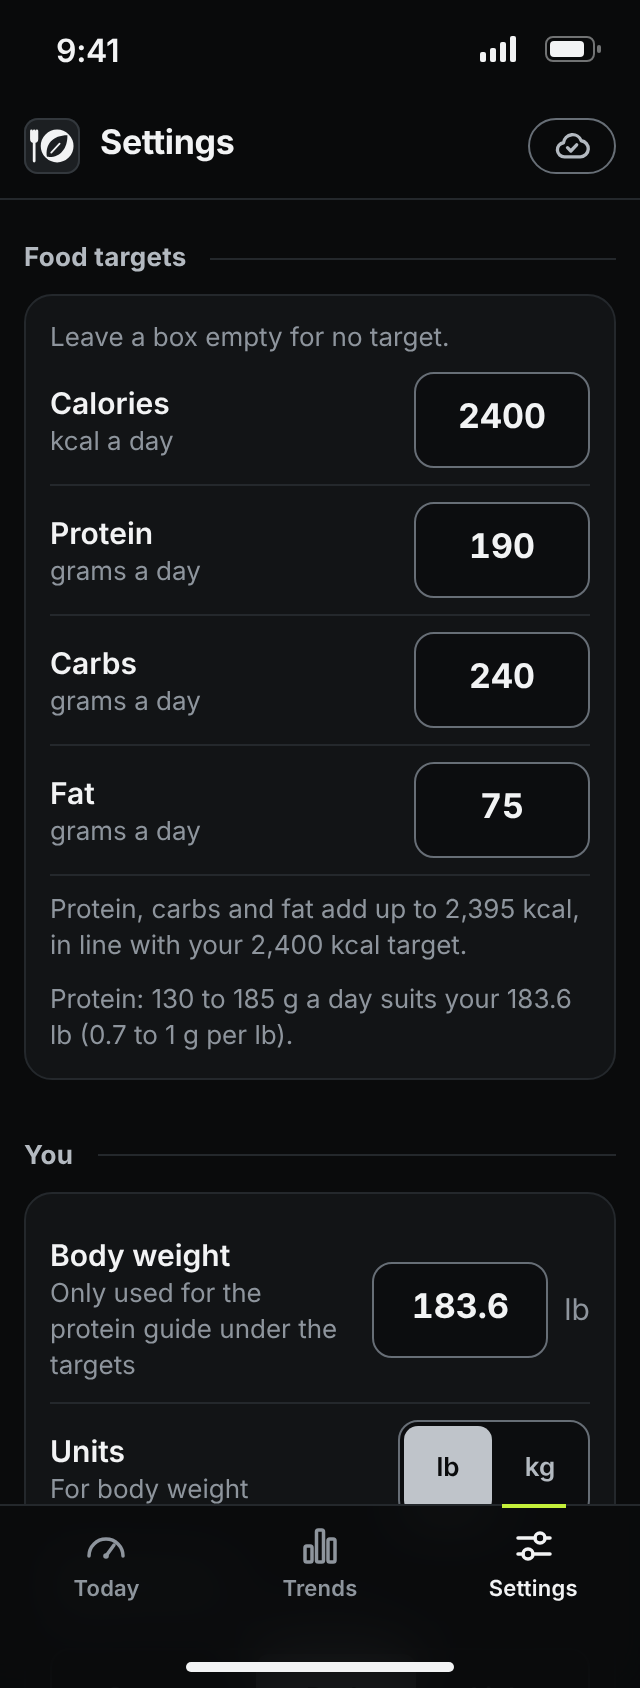 9:41
Settings
Food targets
Leave a box empty for no target.
Calories
kcal a day
2400
Protein
grams a day
190
Carbs
grams a day
240
Fat
grams a day
75
Protein, carbs and fat add up to 2,395 kcal,
in line with your 2,400 kcal target.
Protein: 130 to 185 g a day suits your 183.6
lb (0.7 to 1 g per lb).
You
Body weight
Only used for the
protein guide under the
targets
183.6 lb
Units
For body weight
lb kg
Today Trends Settings